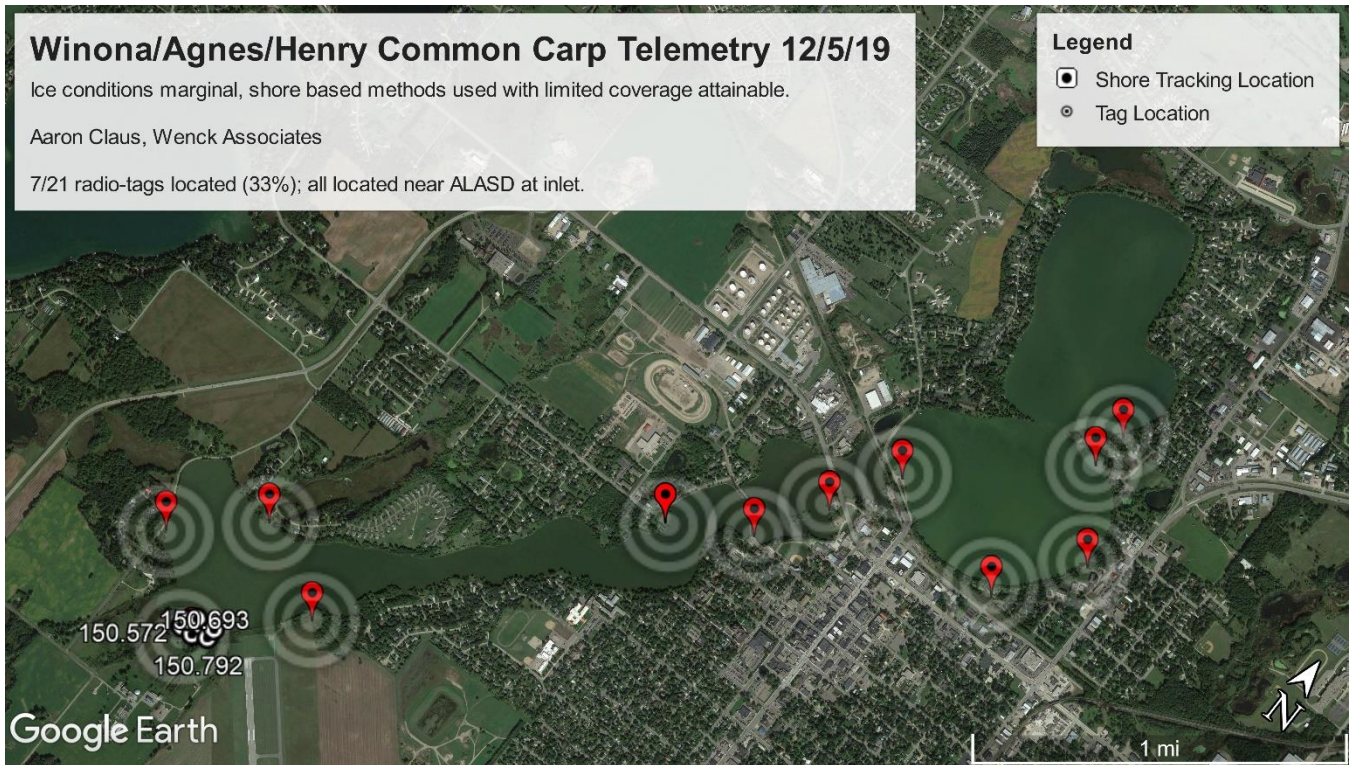 Winona/Agnes/Henry Common Carp Telemetry 12/5/19
Ice conditions marginal, shore based methods used with limited coverage attainable.
Aaron Claus, Wenck Associates
7/21 radio-tags located (33%); all located near ALASD at inlet.
Legend
Shore Tracking Location
Tag Location
150.693
150.572
150.792
Google Earth
N
1 mi